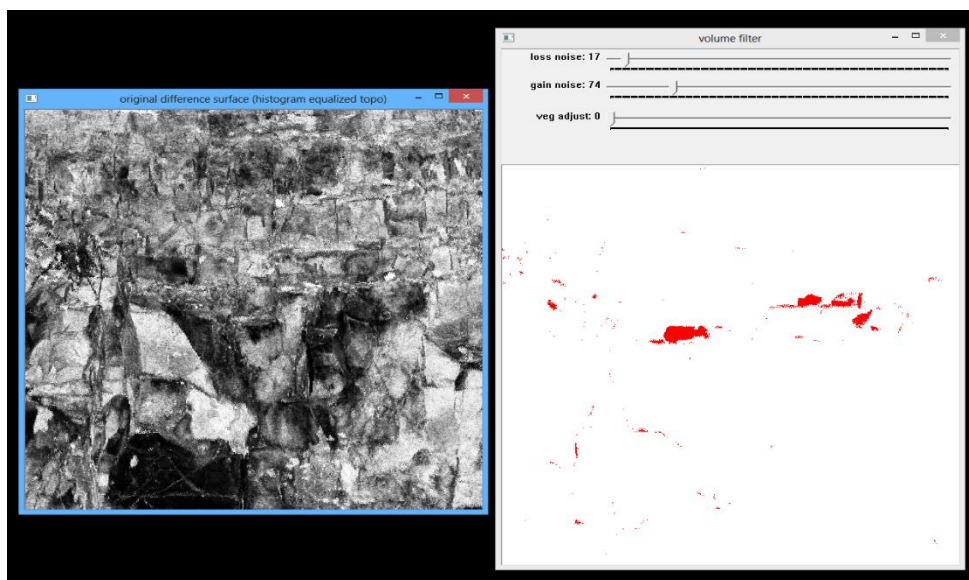 original difference surface (histogram equalized topo)
volume filter
loss noise: 17
gain noise: 74
veg adjust: 0